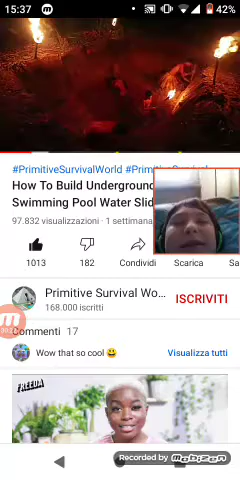 15:37
42%
#PrimitiveSurvivalWorld #PrimitiveSurvival
How To Build Underground
Swimming Pool Water Slid
97.832 visualizzazioni · 1 settimana
1013
182
Condividi
Scarica
Sa
Primitive Survival Wo...
168.000 iscritti
ISCRIVITI
Commenti 17
Wow that so cool 😃
Visualizza tutti
FREEDA
Recorded by mobizen